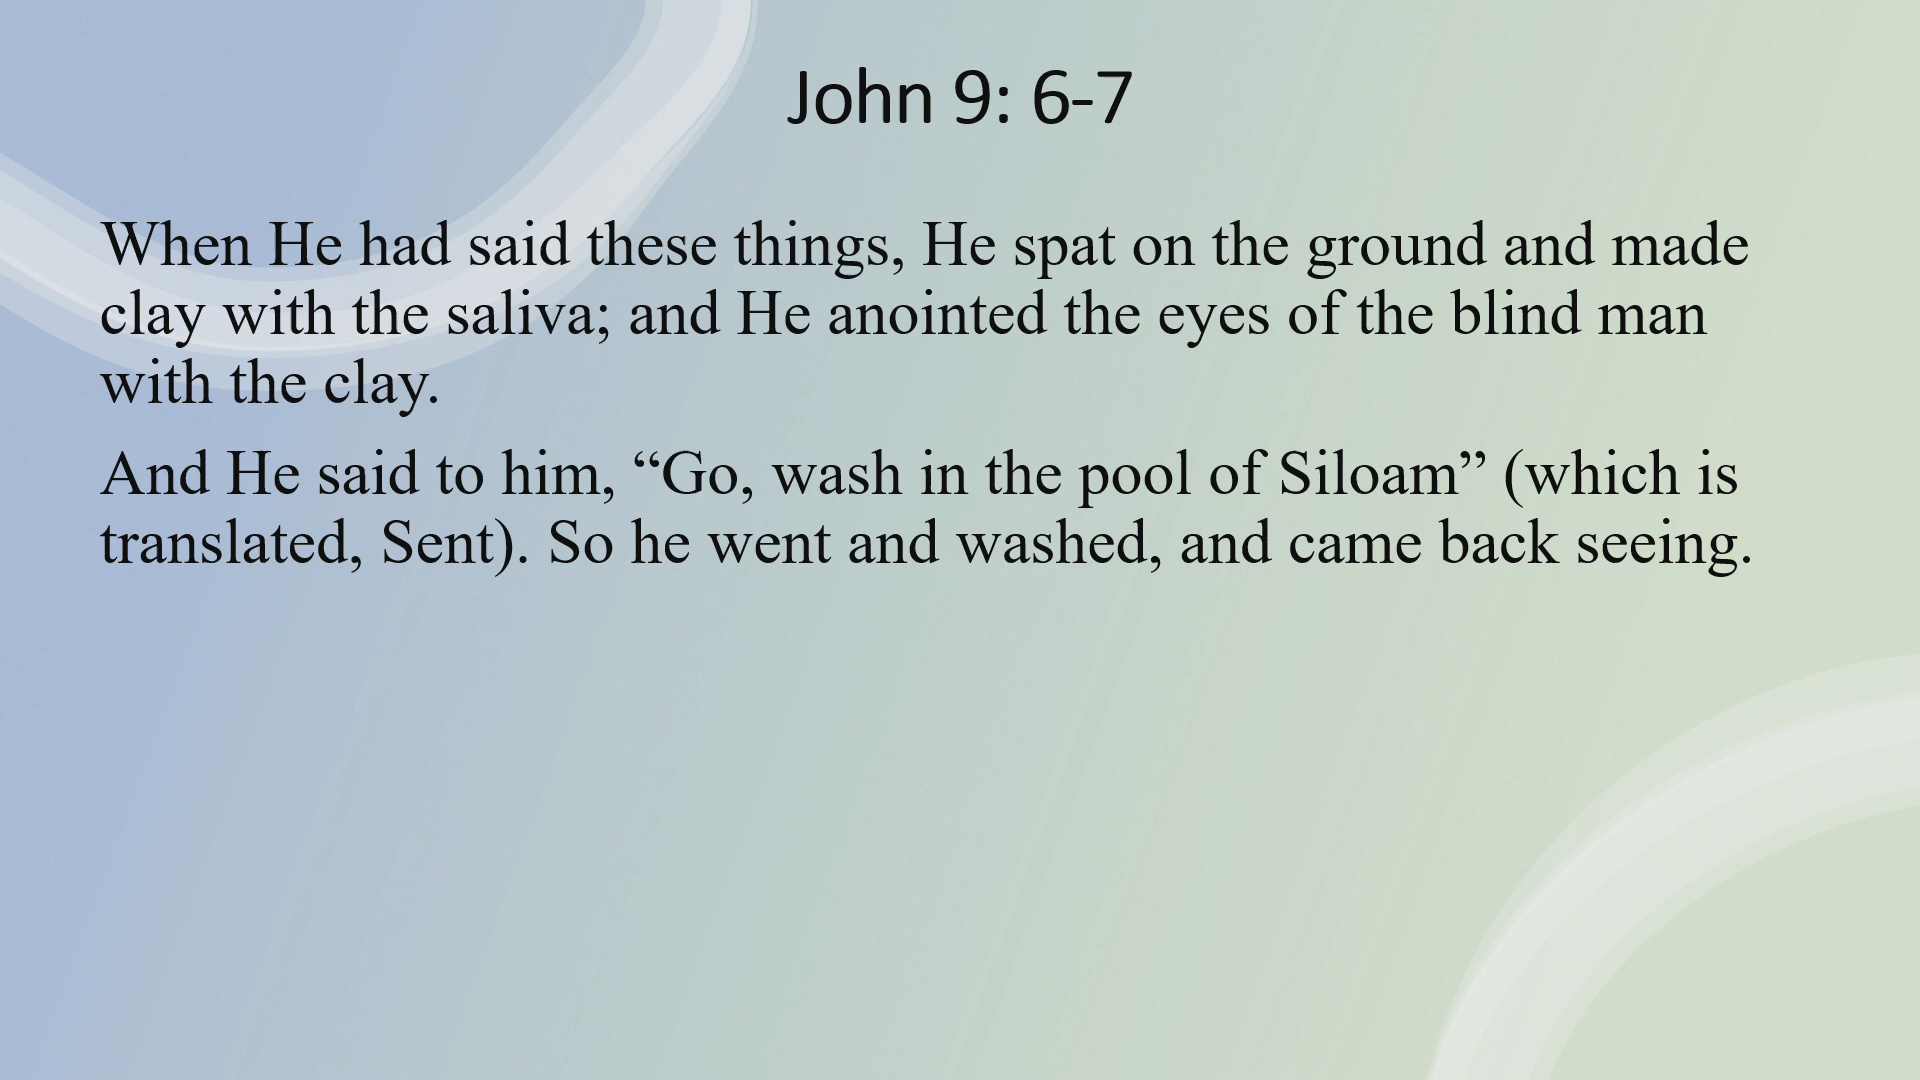 John 9: 6-7
When He had said these things, He spat on the ground and made
clay with the saliva; and He anointed the eyes of the blind man
with the clay.
And He said to him, “Go, wash in the pool of Siloam” (which is
translated, Sent). So he went and washed, and came back seeing.